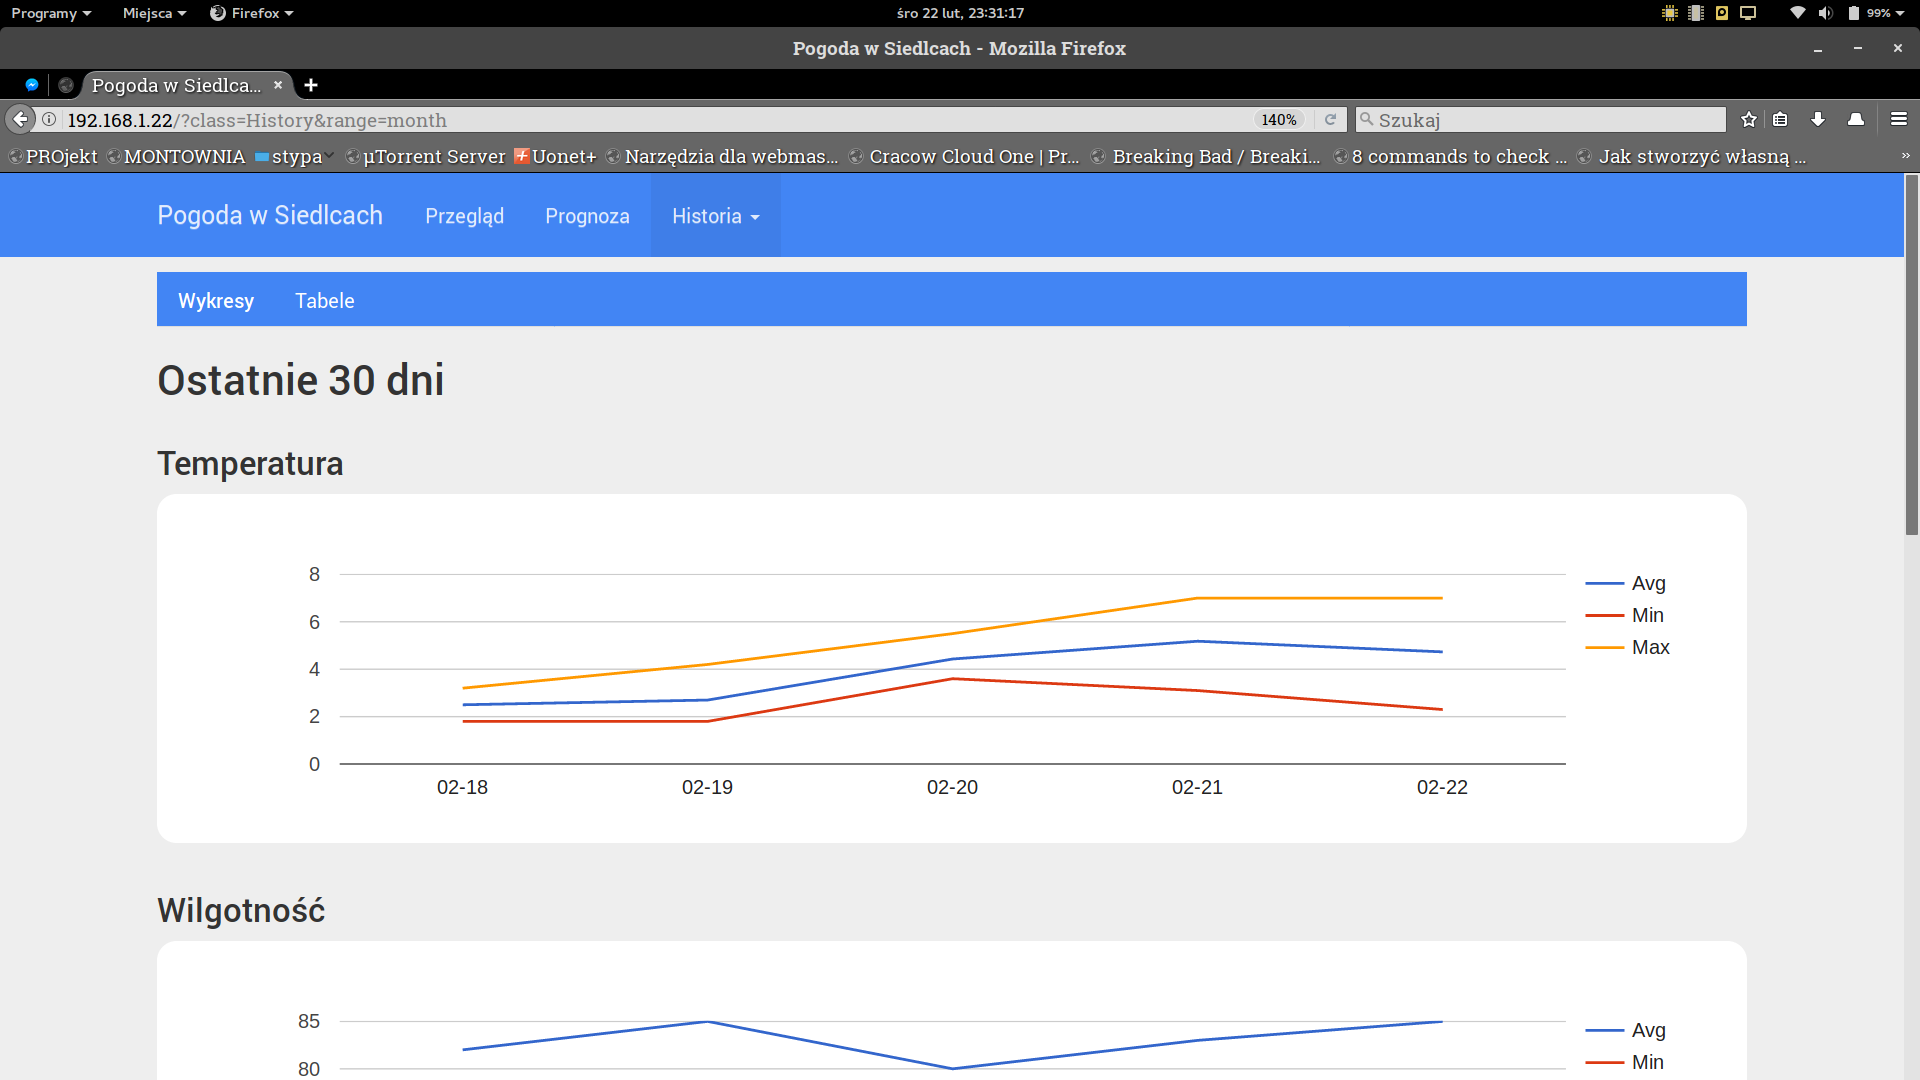 Programy Miejsca Firefox śro 22 lut, 23:31:17 99%
Pogoda w Siedlcach - Mozilla Firefox
Pogoda w Siedlca...
192.168.1.22/?class=History&range=month 140% Szukaj
PROjekt MONTOWNIA stypa µTorrent Server Uonet+ Narzędzia dla webmas... Cracow Cloud One | Pr... Breaking Bad / Breaki... 8 commands to check ... Jak stworzyć własną ... »
Pogoda w Siedlcach Przegląd Prognoza Historia
Wykresy Tabele
Ostatnie 30 dni
Temperatura
8
6
4
2
0
02-18 02-19 02-20 02-21 02-22
Avg
Min
Max
Wilgotność
85
80
Avg
Min